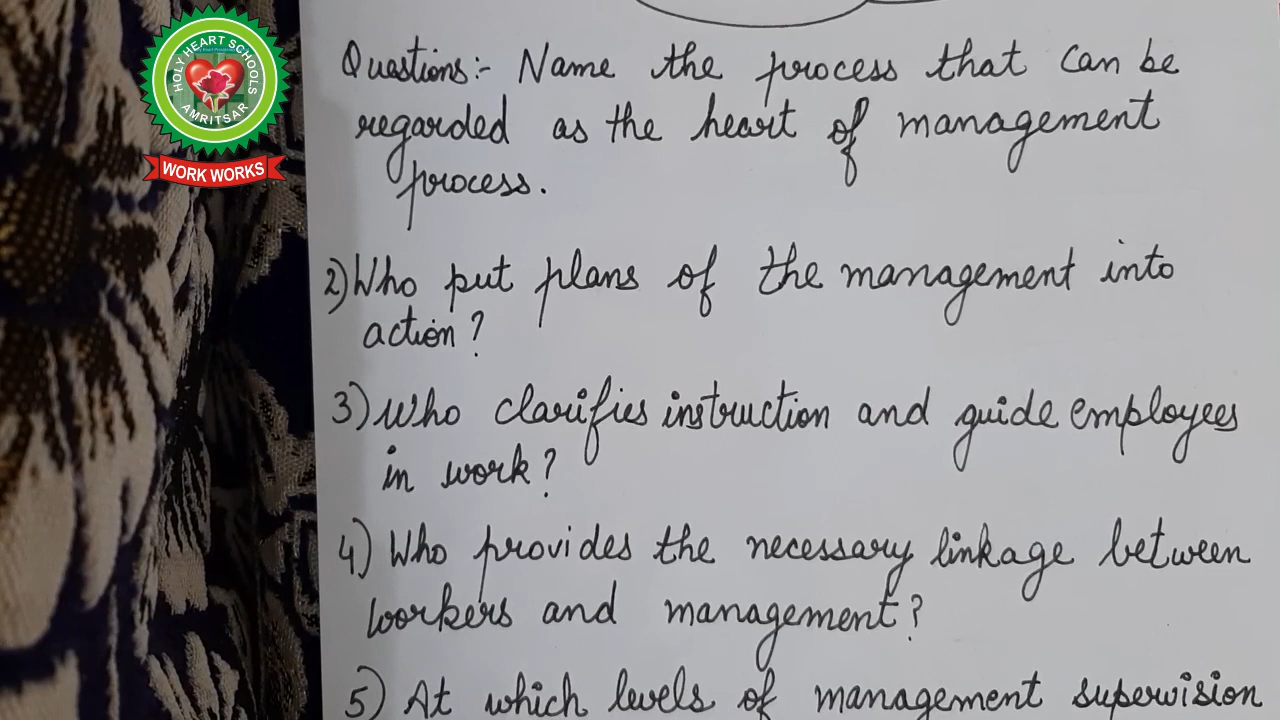 HOLY HEART SCHOOLS
AMRITSAR
WORK WORKS
Questions:- Name the process that can be
regarded as the heart of management
process.
2) Who put plans of the management into
action?
3) Who clarifies instruction and guide employees
in work?
4) Who provides the necessary linkage between
workers and management?
5) At which levels of management supervision